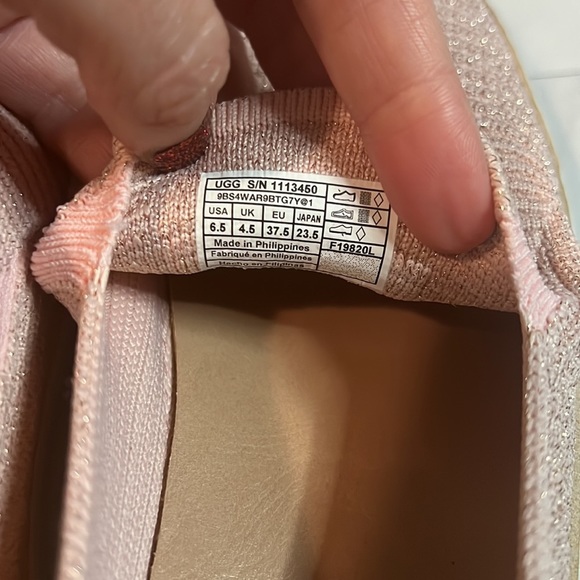 UGG S/N 1113450
9BS4WAR9BTG7Y@1
USA UK EU JAPAN
6.5 4.5 37.5 23.5
Made in Philippines
Fabriqué en Philippines
Hecho en Filipinas
F19820L